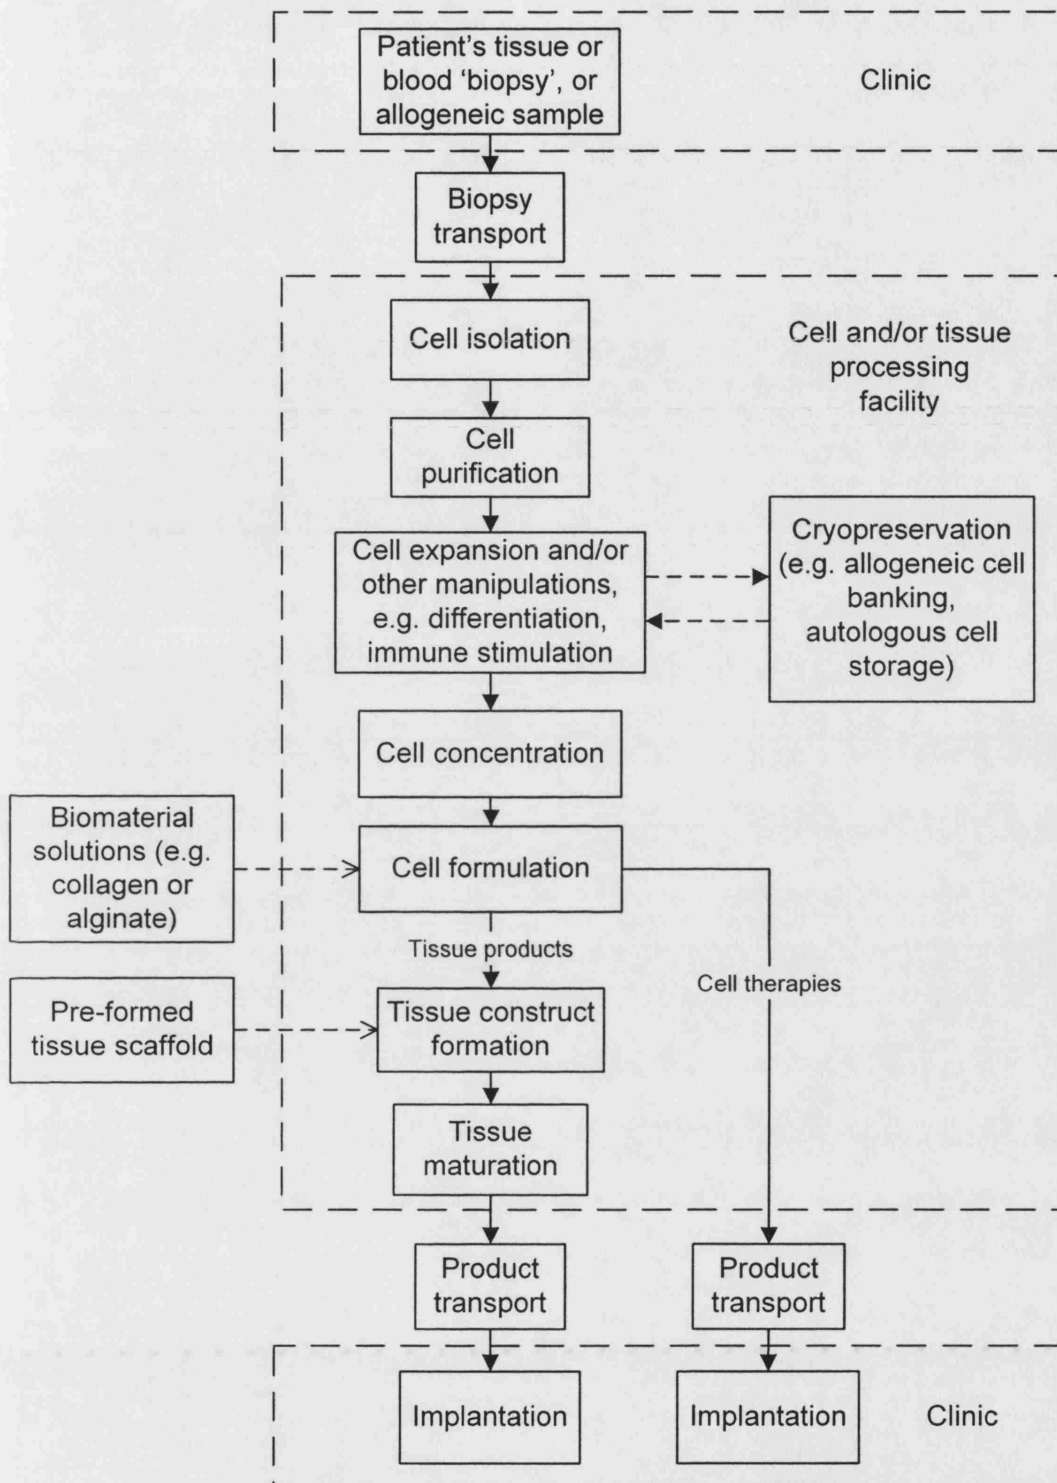 Patient's tissue or
blood 'biopsy', or
allogeneic sample
Clinic
Biopsy
transport
Cell isolation
Cell and/or tissue
processing
facility
Cell
purification
Cell expansion and/or
other manipulations,
e.g. differentiation,
immune stimulation
Cryopreservation
(e.g. allogeneic cell
banking,
autologous cell
storage)
Cell concentration
Biomaterial
solutions (e.g.
collagen or
alginate)
Cell formulation
Tissue products
Cell therapies
Pre-formed
tissue scaffold
Tissue construct
formation
Tissue
maturation
Product
transport
Product
transport
Implantation
Implantation
Clinic